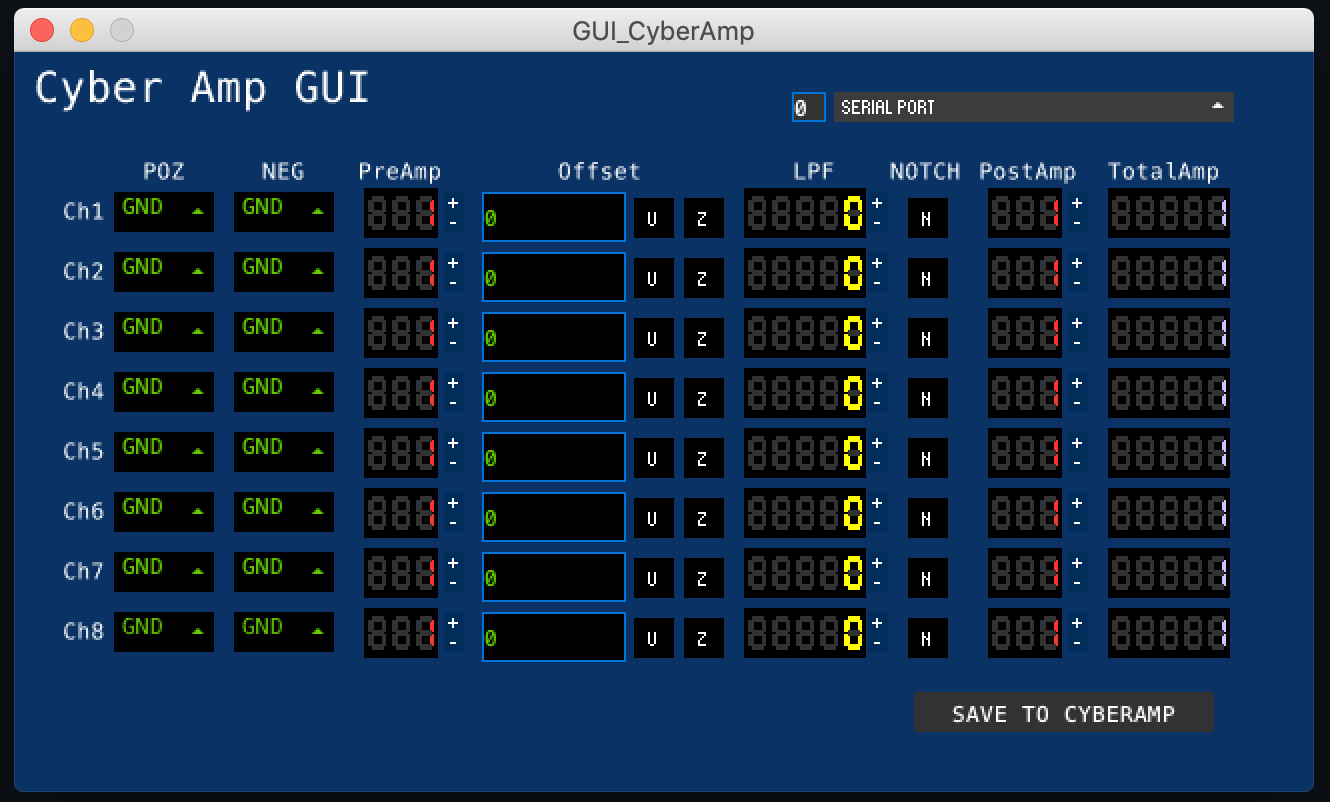 GUI_CyberAmp
Cyber Amp GUI
0 SERIAL PORT
POZ NEG PreAmp Offset LPF NOTCH PostAmp TotalAmp
Ch1 GND GND 1 + - 0 U Z 0 + - N 1 + - 1
Ch2 GND GND 1 + - 0 U Z 0 + - N 1 + - 1
Ch3 GND GND 1 + - 0 U Z 0 + - N 1 + - 1
Ch4 GND GND 1 + - 0 U Z 0 + - N 1 + - 1
Ch5 GND GND 1 + - 0 U Z 0 + - N 1 + - 1
Ch6 GND GND 1 + - 0 U Z 0 + - N 1 + - 1
Ch7 GND GND 1 + - 0 U Z 0 + - N 1 + - 1
Ch8 GND GND 1 + - 0 U Z 0 + - N 1 + - 1
SAVE TO CYBERAMP